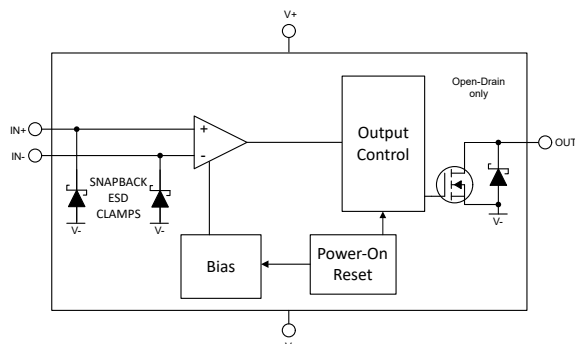 V+
Open-Drain
only
IN+
+
Output
Control
OUT
IN-
-
SNAPBACK
ESD
CLAMPS
V-
V-
V-
Bias
Power-On
Reset